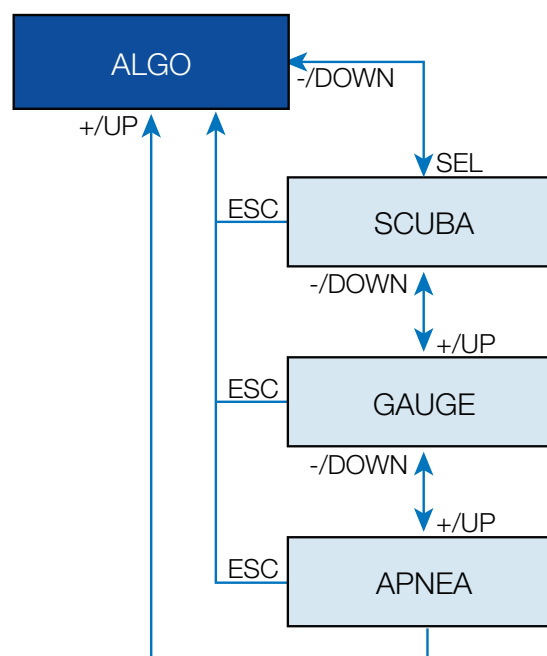 ALGO
-/DOWN
+/UP
SEL
ESC
SCUBA
-/DOWN
+/UP
ESC
GAUGE
-/DOWN
+/UP
ESC
APNEA